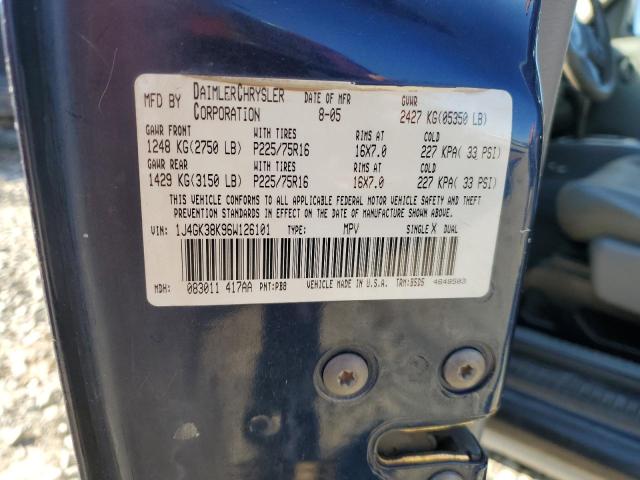 MFD BY DAIMLERCHRYSLER CORPORATION DATE OF MFR 8-05 GVWR 2427 KG(05350 LB)
GAWR FRONT WITH TIRES RIMS AT COLD
1248 KG(2750 LB) P225/75R16 16X7.0 227 KPA( 33 PSI)
GAWR REAR WITH TIRES RIMS AT COLD
1429 KG(3150 LB) P225/75R16 16X7.0 227 KPA( 33 PSI)
THIS VEHICLE CONFORMS TO ALL APPLICABLE FEDERAL MOTOR VEHICLE SAFETY AND THEFT
PREVENTION STANDARDS IN EFFECT ON THE DATE OF MANUFACTURE SHOWN ABOVE.
VIN: 1J4GK38K96W126101 TYPE: MPV SINGLE X DUAL
MDH: 083011 417AA PNT:PB8 VEHICLE MADE IN U.S.A. TRM:B5D5 4648503